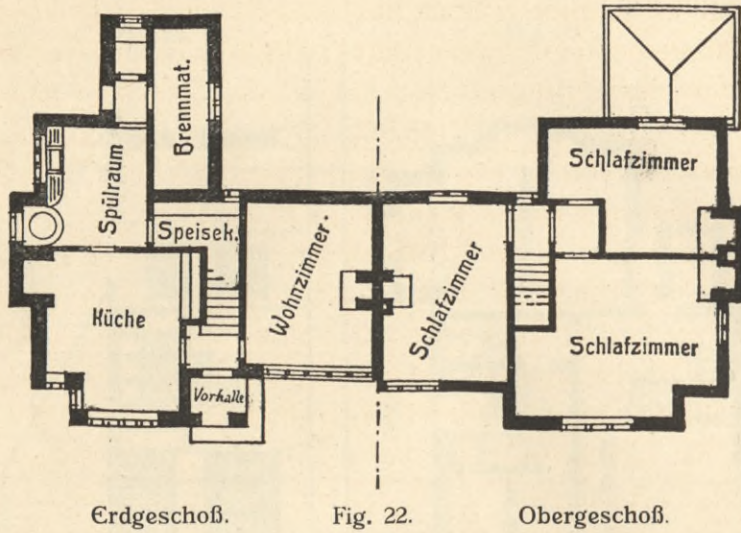 Brennmat.
Spülraum
Speisek.
Wohnzimmer.
Küche
Vorhalle
Schlafzimmer
Schlafzimmer
Schlafzimmer
Erdgeschoß. Fig. 22. Obergeschoß.